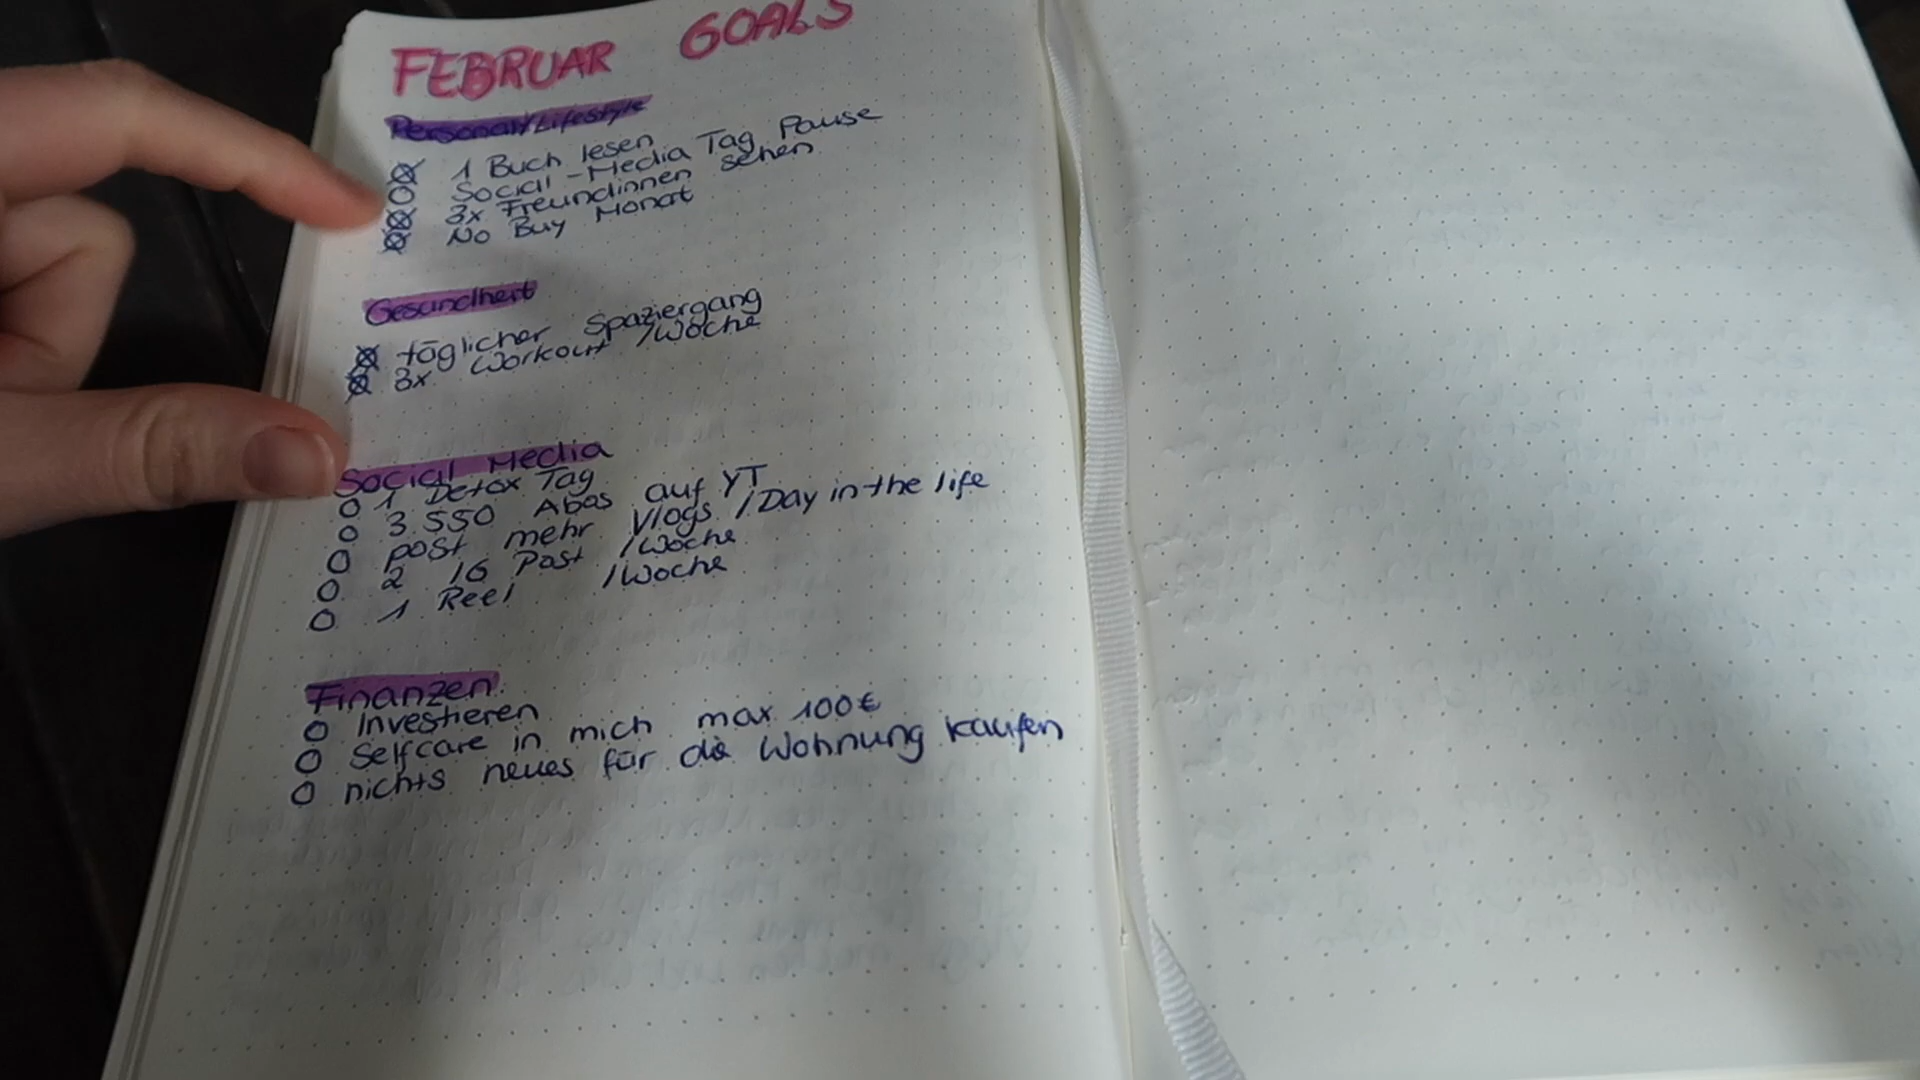 FEBRUAR GOALS
Personal/Lifestyle
1 Buch lesen
Social-Media Tag Pause
3x Freundinnen sehen
No Buy Monat
Gesundheit
täglicher Spaziergang
3x Workout /Woche
Social Media
1 Detox Tag
3.550 Abos auf YT
post mehr Vlogs /Day in the life
2 IG Post /Woche
1 Reel /Woche
Finanzen
Investieren
Selfcare in mich max 100€
nichts neues für die Wohnung kaufen